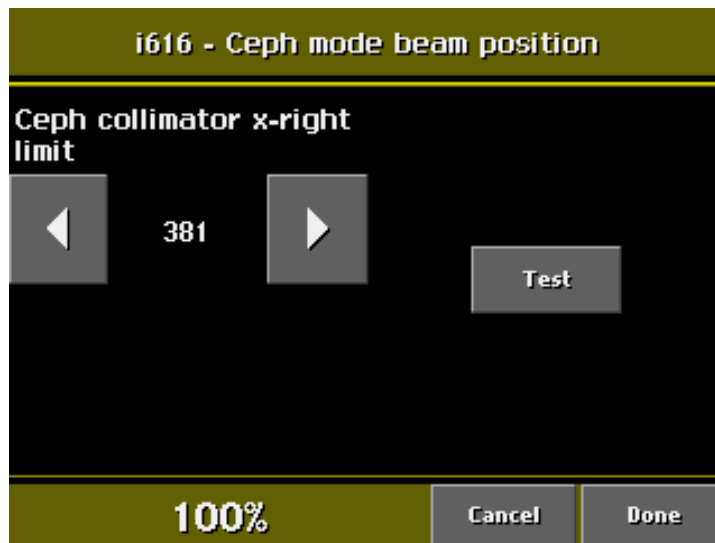 i616 - Ceph mode beam position
Ceph collimator x-right
limit
381
Test
100%
Cancel
Done